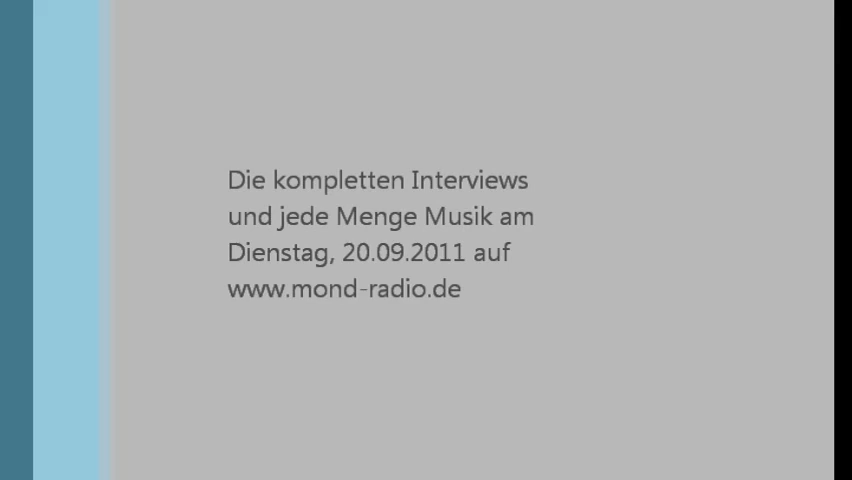 Die kompletten Interviews
und jede Menge Musik am
Dienstag, 20.09.2011 auf
www.mond-radio.de